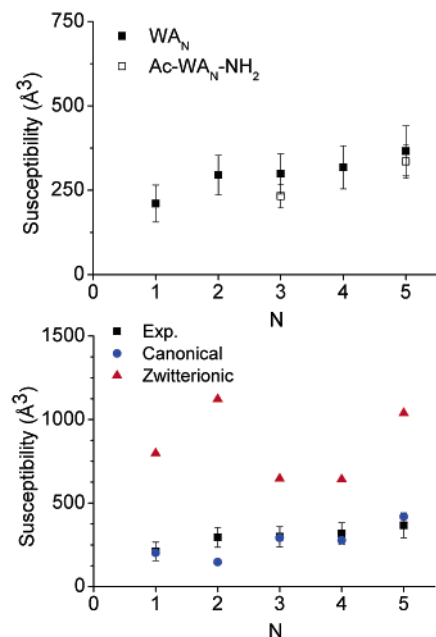 750
WA_N
Ac-WA_N-NH_2
500
Susceptibility (Å^3)
250
0
0 1 2 3 4 5
N
1500
Exp.
Canonical
Zwitterionic
1000
Susceptibility (Å^3)
500
0
0 1 2 3 4 5
N